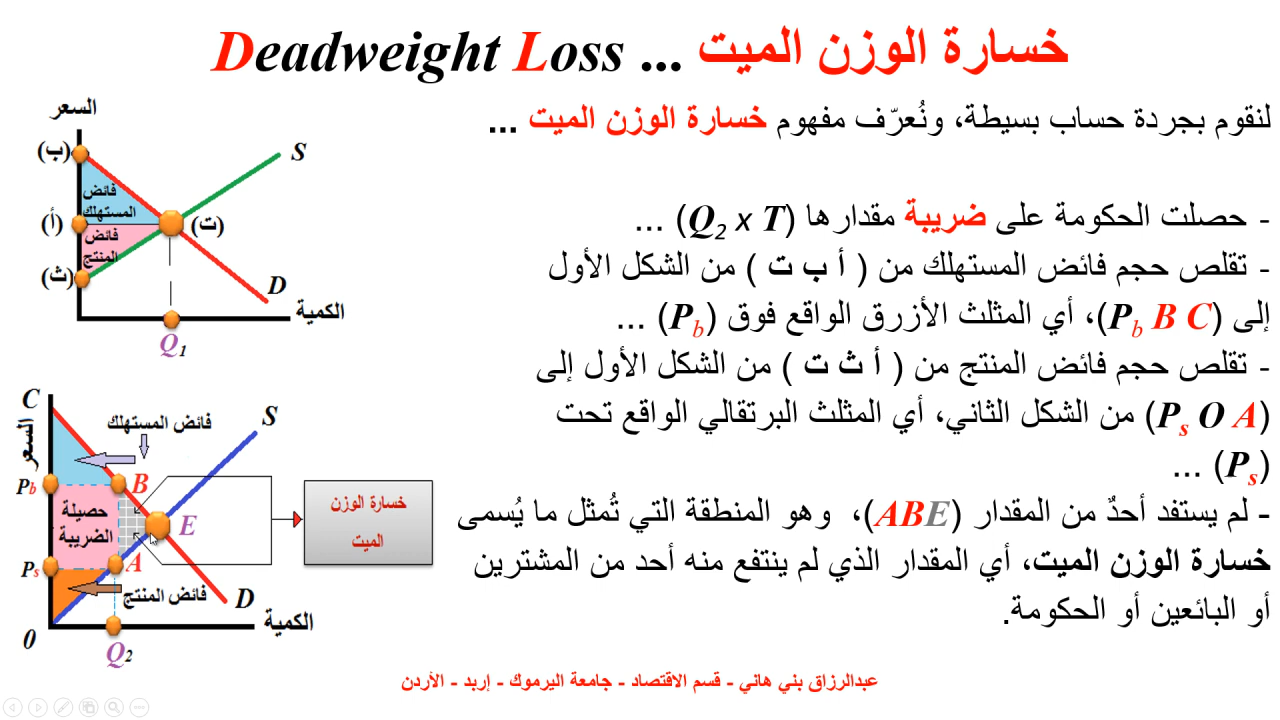 خسارة الوزن الميت ... Deadweight Loss
لنقوم بجردة حساب بسيطة، ونُعرّف مفهوم خسارة الوزن الميت ...
- حصلت الحكومة على ضريبة مقدارها (Q2 x T) ...
- تقلص حجم فائض المستهلك من ( أ ب ت ) من الشكل الأول
إلى (Pb B C)، أي المثلث الأزرق الواقع فوق (Pb) ...
- تقلص حجم فائض المنتج من ( أ ث ت ) من الشكل الأول إلى
(Ps O A) من الشكل الثاني، أي المثلث البرتقالي الواقع تحت
(Ps) ...
- لم يستفد أحدٌ من المقدار (ABE)، وهو المنطقة التي تُمثل ما يُسمى
خسارة الوزن الميت، أي المقدار الذي لم ينتفع منه أحد من المشترين
أو البائعين أو الحكومة.
السعر
(ب)
S
فائض
المستهلك
(أ)
(ت)
فائض
المنتج
(ث)
D
الكمية
Q1
C
السعر
فائض المستهلك
S
Pb
B
حصيلة
الضريبة
E
خسارة الوزن
الميت
Ps
A
فائض المنتج
D
0
الكمية
Q2
عبدالرزاق بني هاني - قسم الاقتصاد - جامعة اليرموك - إربد - الأردن